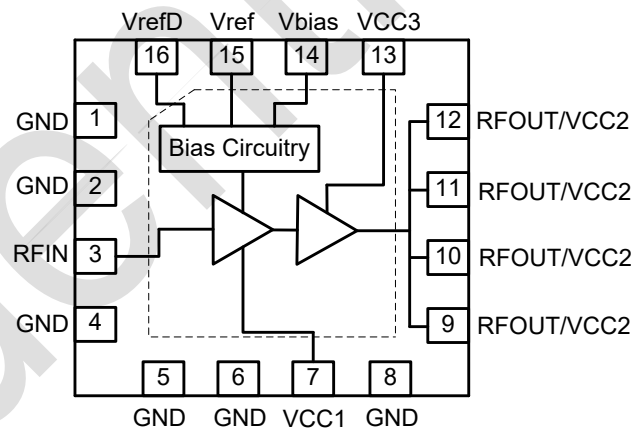 VrefD Vref Vbias VCC3
16 15 14 13
GND 1
12 RFOUT/VCC2
Bias Circuitry
GND 2
11 RFOUT/VCC2
RFIN 3
10 RFOUT/VCC2
GND 4
9 RFOUT/VCC2
5 6 7 8
GND GND VCC1 GND